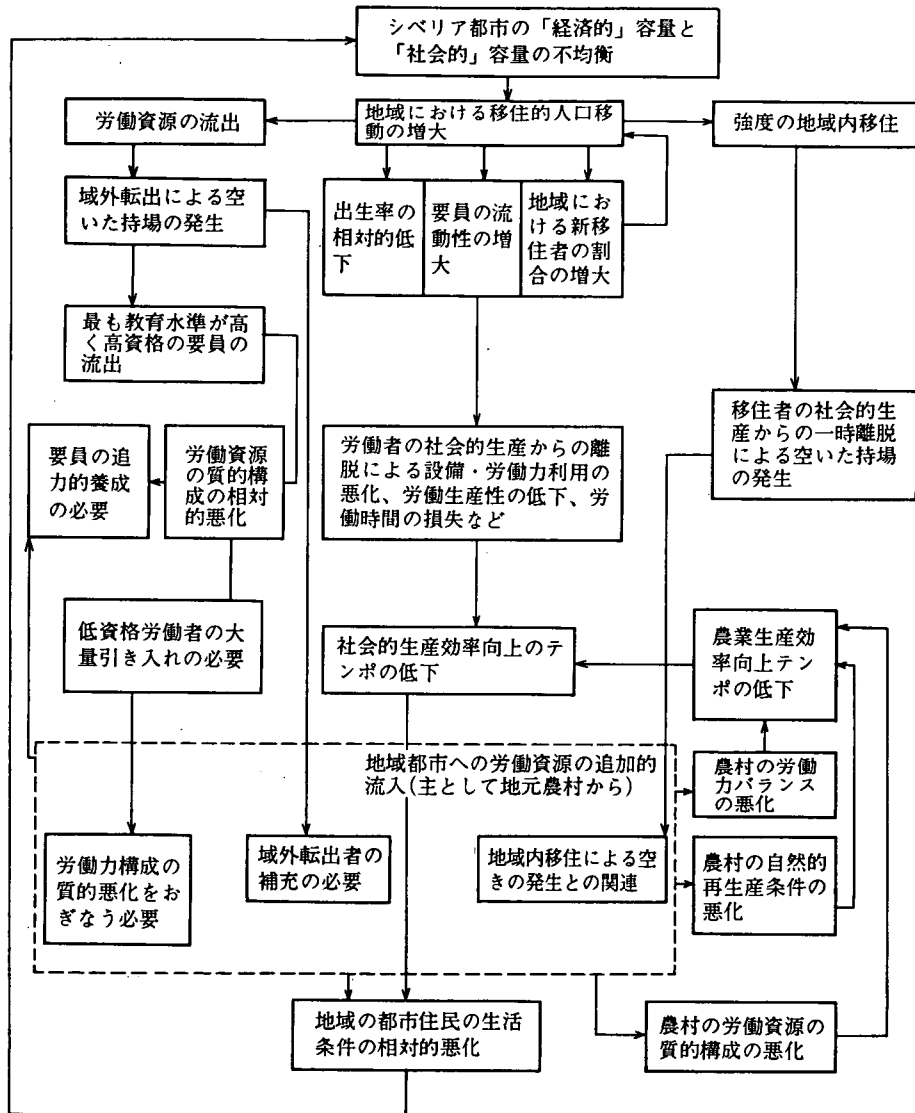 シベリア都市の「経済的」容量と
「社会的」容量の不均衡
労働資源の流出
地域における移住的人口移
動の増大
強度の地域内移住
域外転出による空
いた持場の発生
出生率の
相対的低
下
要員の流
動性の増
大
地域にお
ける新移
住者の割
合の増大
最も教育水準が高
く高資格の要員の
流出
移住者の社会的生
産からの一時離脱
による空いた持場
の発生
要員の追
力的養成
の必要
労働資源
の質的構
成の相対
的悪化
労働者の社会的生産からの離
脱による設備・労働力利用の
悪化、労働生産性の低下、労
働時間の損失など
低資格労働者の大
量引き入れの必要
社会的生産効率向上のテ
ンポの低下
農業生産効
率向上テン
ポの低下
地域都市への労働資源の追加的
流入(主として地元農村から)
農村の労働
力バランス
の悪化
労働力構成の
質的悪化をお
ぎなう必要
域外転出者の
補充の必要
地域内移住による空
きの発生との関連
農村の自然的
再生産条件の
悪化
地域の都市住民の生活
条件の相対的悪化
農村の労働資源の
質的構成の悪化